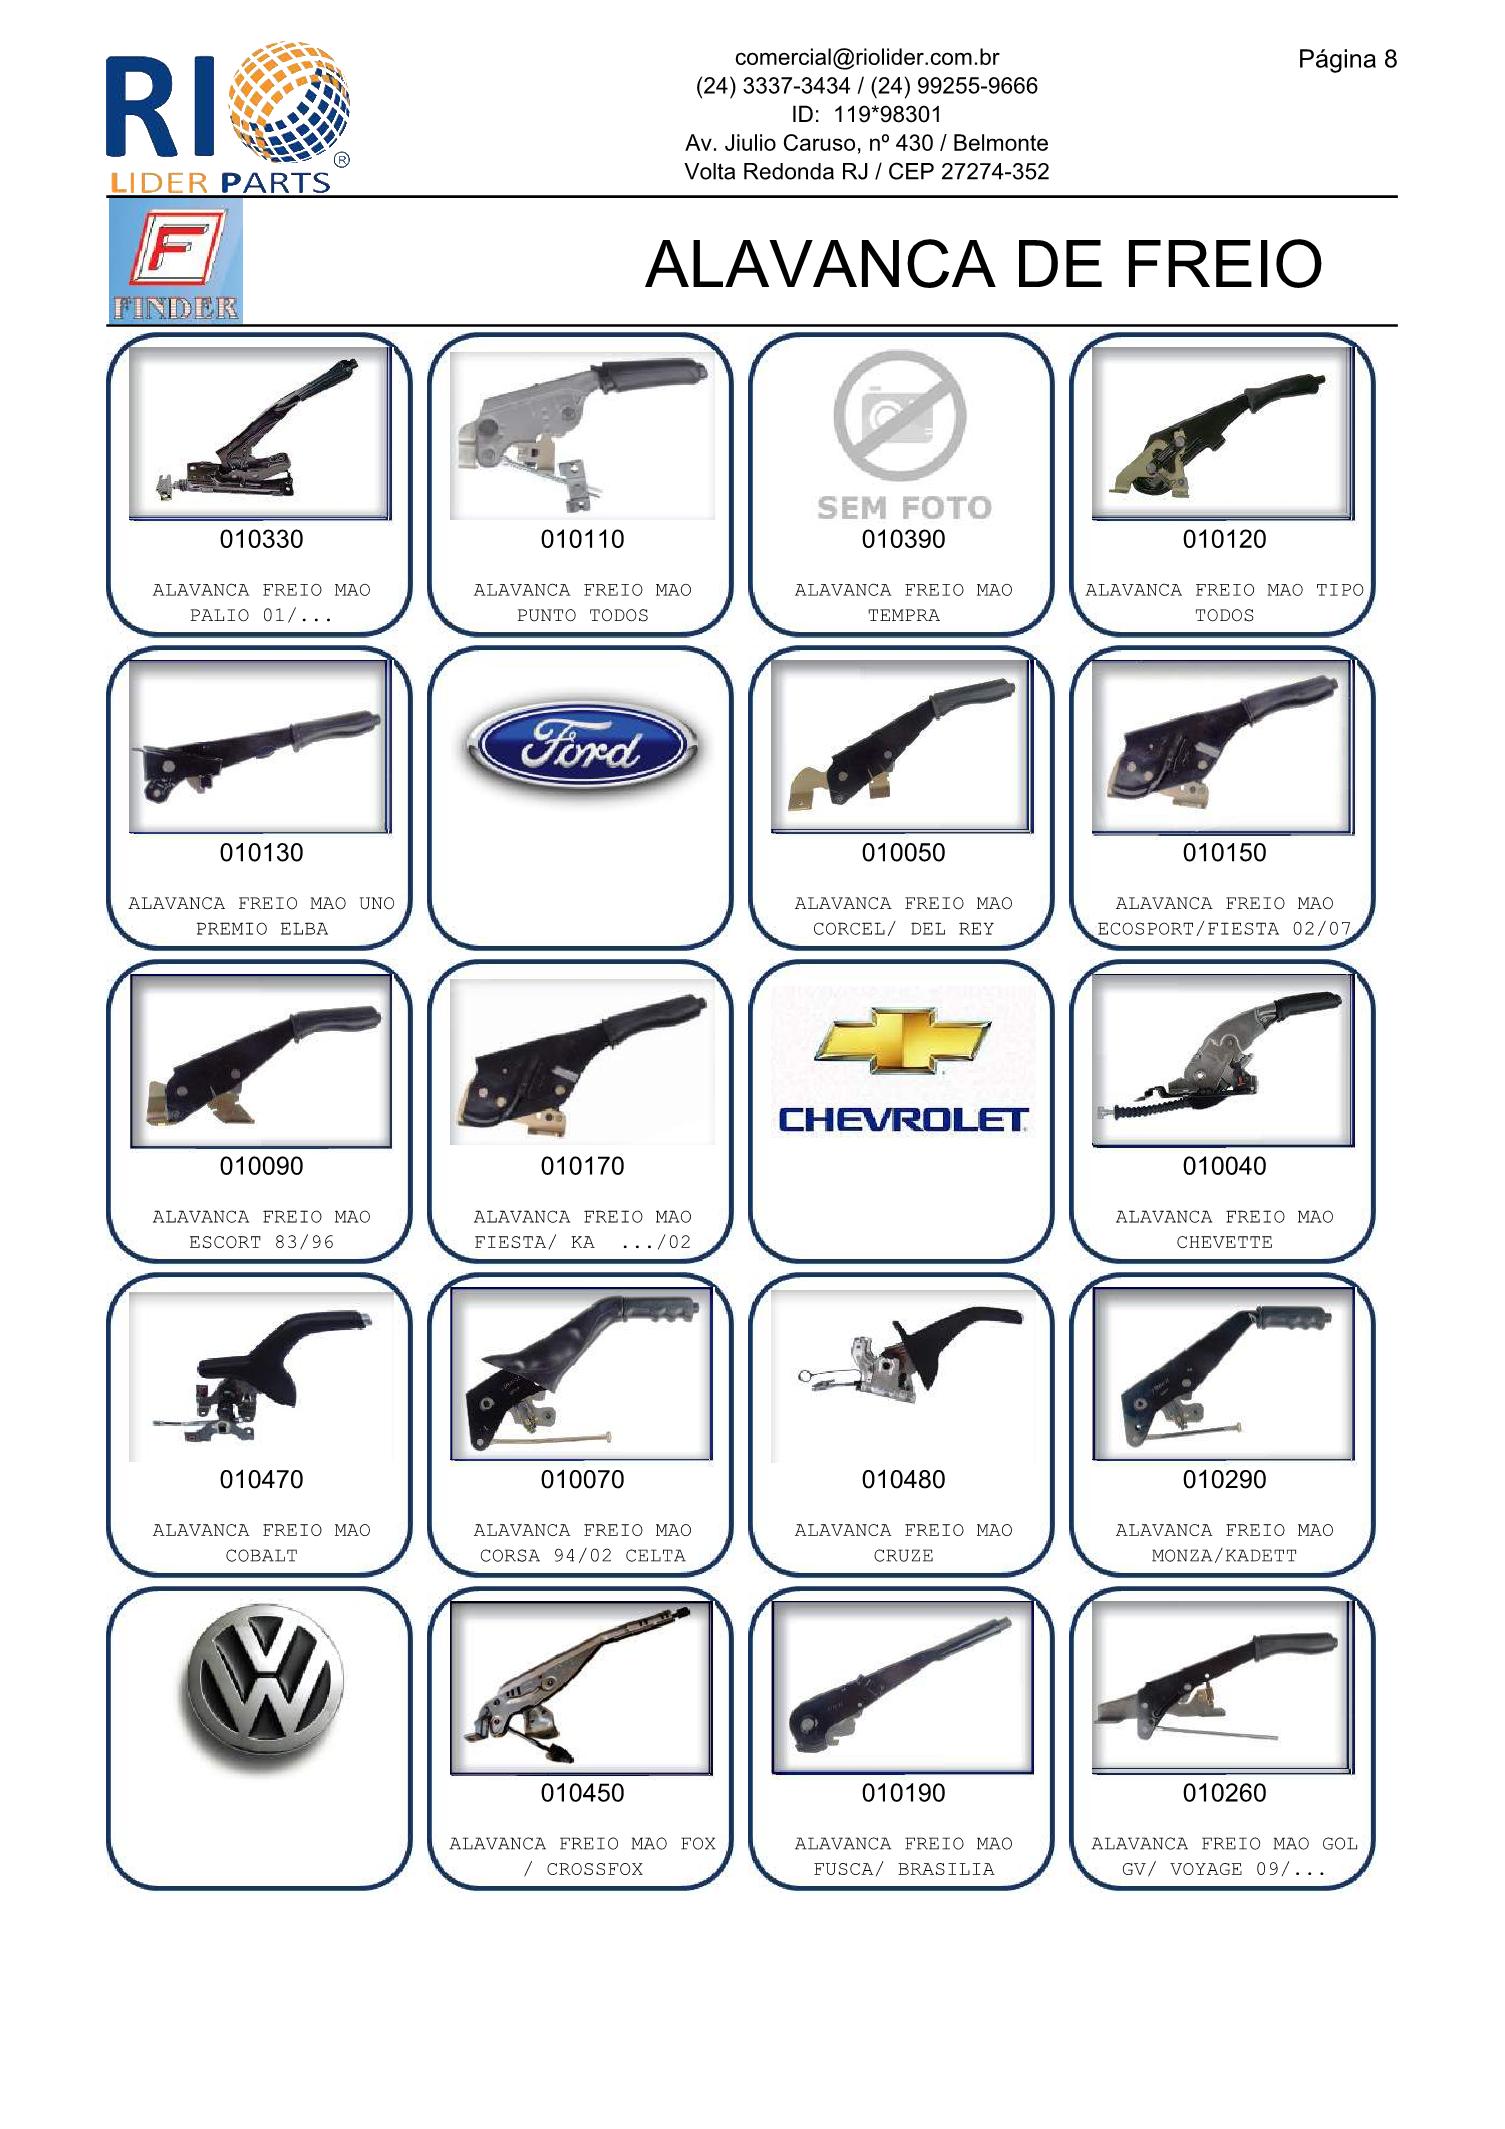 RIO
LIDER PARTS
®
comercial@riolider.com.br
(24) 3337-3434 / (24) 99255-9666
ID:  119*98301
Av. Jiulio Caruso, nº 430 / Belmonte
Volta Redonda RJ / CEP 27274-352
Página 8
F
FINDER
ALAVANCA DE FREIO
010330
ALAVANCA FREIO MAO
PALIO 01/...
010110
ALAVANCA FREIO MAO
PUNTO TODOS
SEM FOTO
010390
ALAVANCA FREIO MAO
TEMPRA
010120
ALAVANCA FREIO MAO TIPO
TODOS
010130
ALAVANCA FREIO MAO UNO
PREMIO ELBA
Ford
010050
ALAVANCA FREIO MAO
CORCEL/ DEL REY
010150
ALAVANCA FREIO MAO
ECOSPORT/FIESTA 02/07
010090
ALAVANCA FREIO MAO
ESCORT 83/96
010170
ALAVANCA FREIO MAO
FIESTA/ KA  .../02
CHEVROLET
010040
ALAVANCA FREIO MAO
CHEVETTE
010470
ALAVANCA FREIO MAO
COBALT
010070
ALAVANCA FREIO MAO
CORSA 94/02 CELTA
010480
ALAVANCA FREIO MAO
CRUZE
010290
ALAVANCA FREIO MAO
MONZA/KADETT
VW
010450
ALAVANCA FREIO MAO FOX
/ CROSSFOX
010190
ALAVANCA FREIO MAO
FUSCA/ BRASILIA
010260
ALAVANCA FREIO MAO GOL
GV/ VOYAGE 09/...